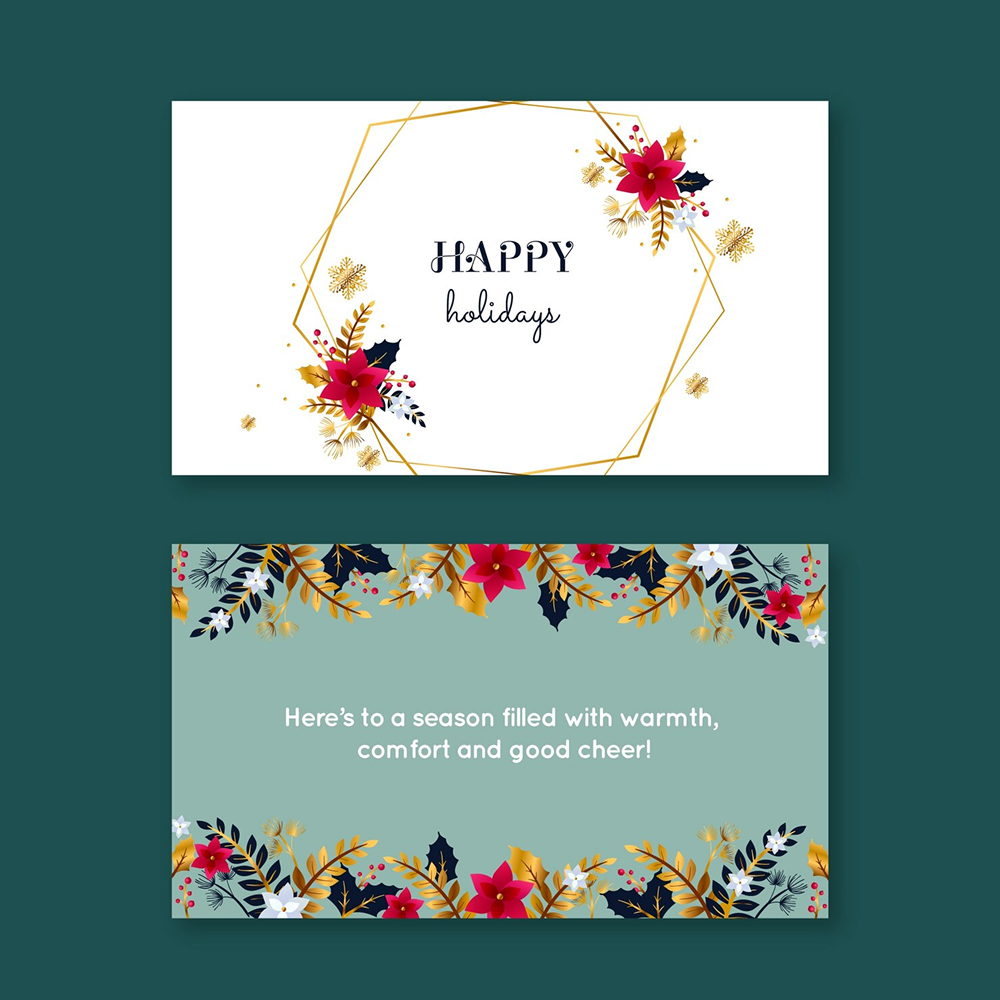 HAPPY
holidays
Here's to a season filled with warmth,
comfort and good cheer!